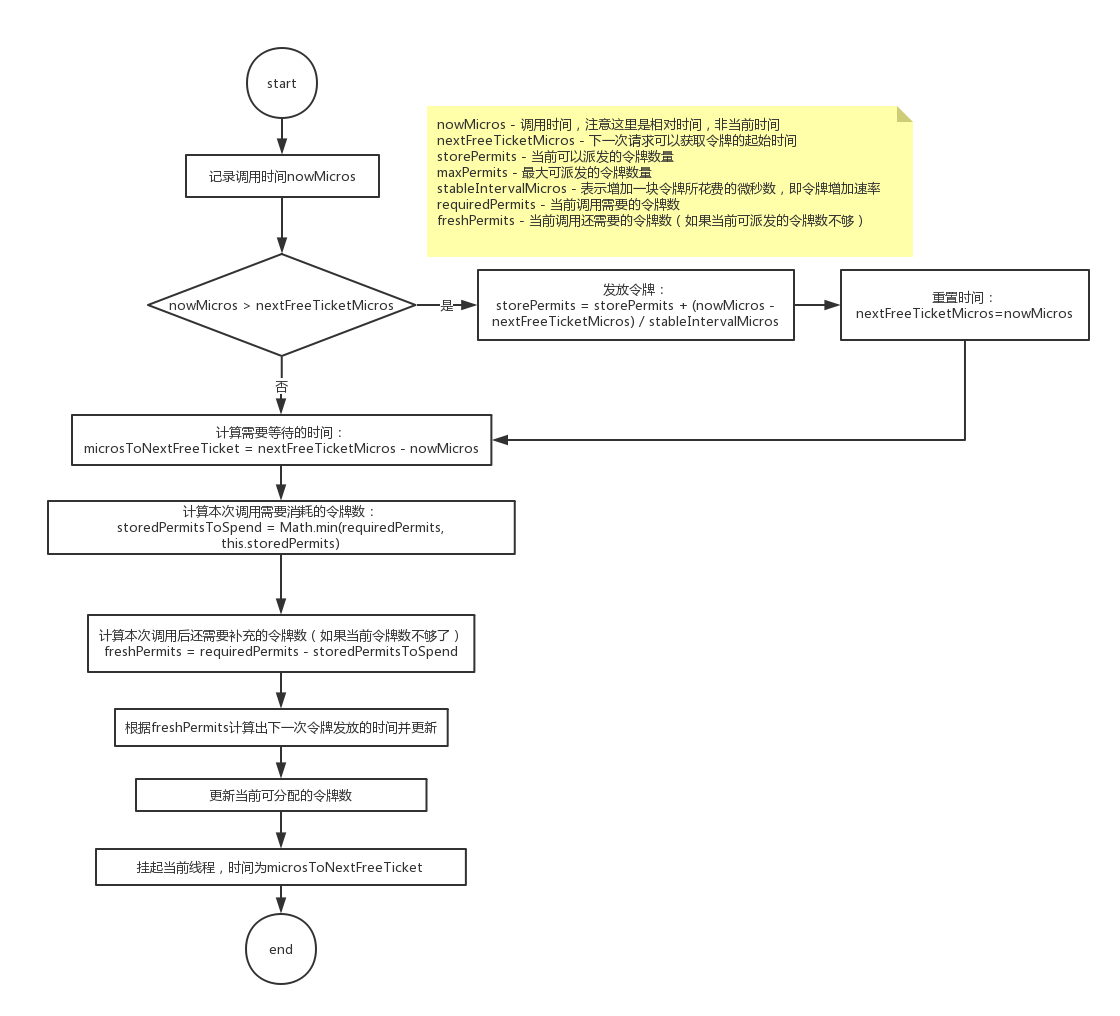 start
nowMicros - 调用时间，注意这里是相对时间，非当前时间
nextFreeTicketMicros - 下一次请求可以获取令牌的起始时间
storePermits - 当前可以派发的令牌数量
maxPermits - 最大可派发的令牌数量
stableIntervalMicros - 表示增加一块令牌所花费的微秒数，即令牌增加速率
requiredPermits - 当前调用需要的令牌数
freshPermits - 当前调用还需要的令牌数（如果当前可派发的令牌数不够）
记录调用时间nowMicros
nowMicros > nextFreeTicketMicros
是
发放令牌：
storePermits = storePermits + (nowMicros -
nextFreeTicketMicros) / stableIntervalMicros
重置时间：
nextFreeTicketMicros=nowMicros
否
计算需要等待的时间：
microsToNextFreeTicket = nextFreeTicketMicros - nowMicros
计算本次调用需要消耗的令牌数：
storedPermitsToSpend = Math.min(requiredPermits,
this.storedPermits)
计算本次调用后还需要补充的令牌数（如果当前令牌数不够了）
freshPermits = requiredPermits - storedPermitsToSpend
根据freshPermits计算出下一次令牌发放的时间并更新
更新当前可分配的令牌数
挂起当前线程，时间为microsToNextFreeTicket
end